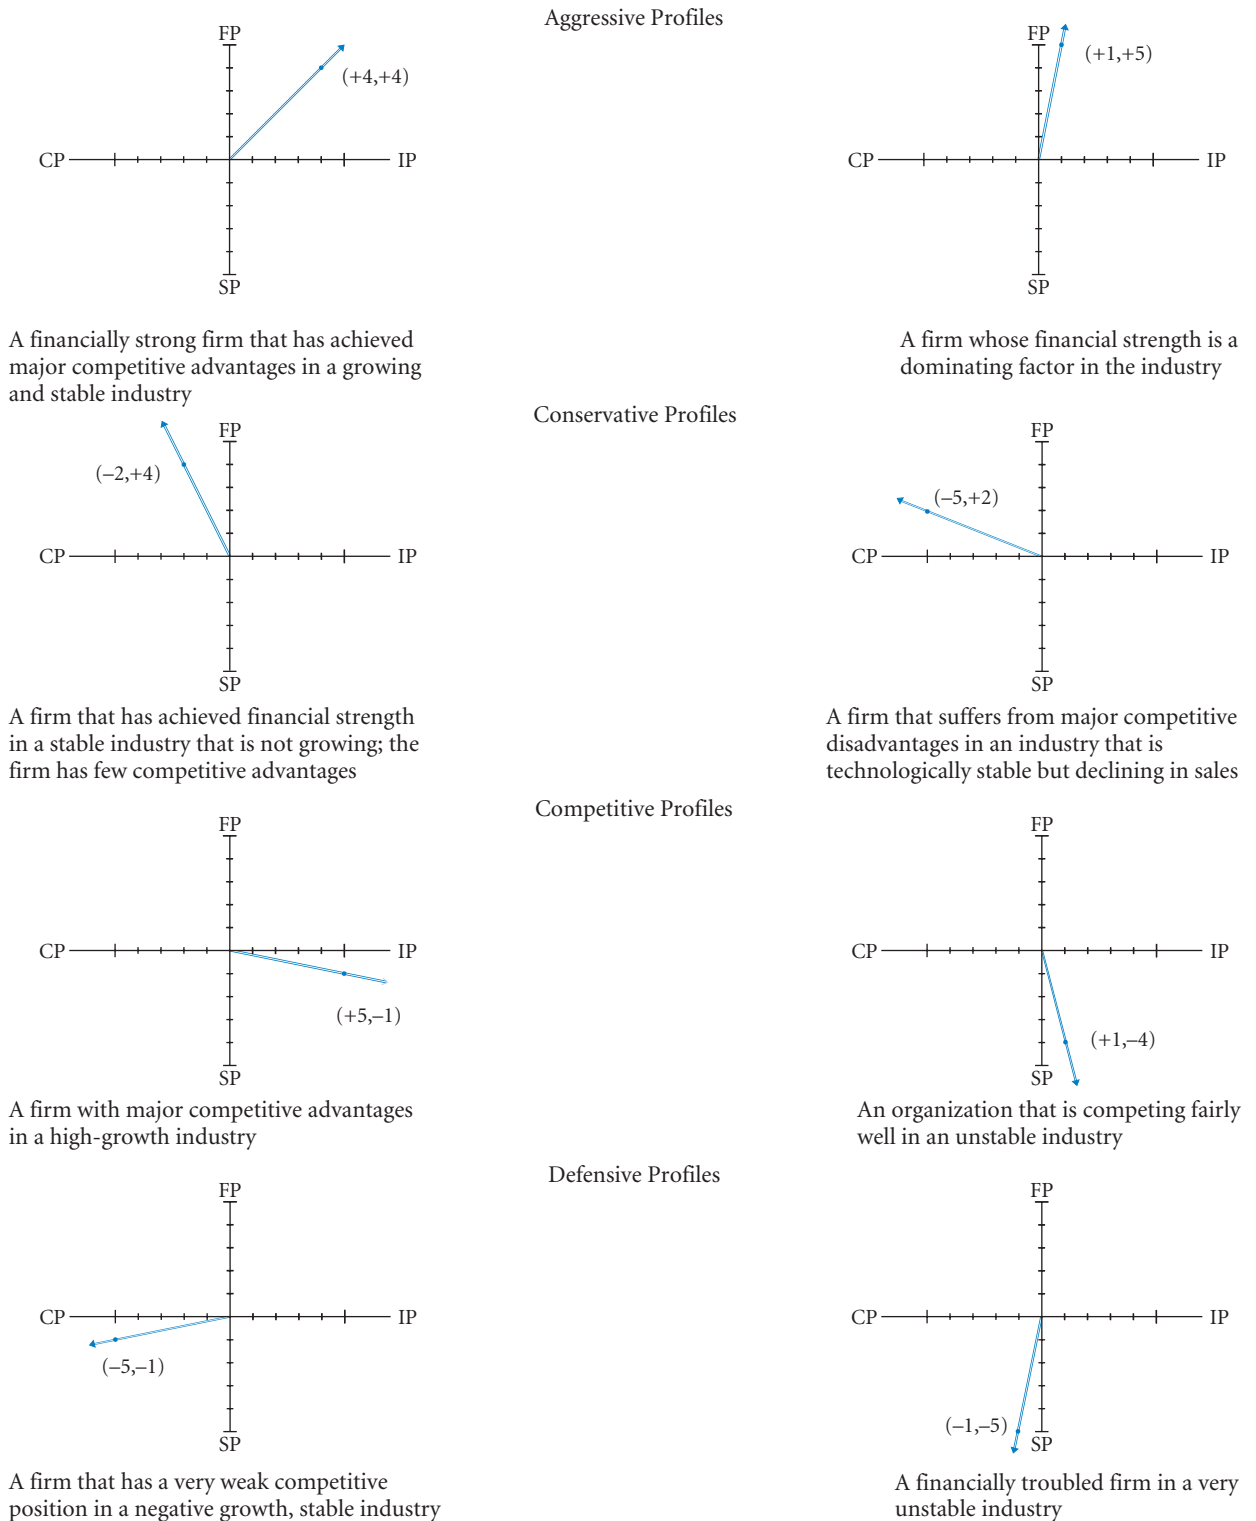 Aggressive Profiles
FP
(+4,+4)
CP
IP
SP
FP
(+1,+5)
CP
IP
SP
A financially strong firm that has achieved
major competitive advantages in a growing
and stable industry
A firm whose financial strength is a
dominating factor in the industry
Conservative Profiles
FP
(–2,+4)
CP
IP
SP
FP
(–5,+2)
CP
IP
SP
A firm that has achieved financial strength
in a stable industry that is not growing; the
firm has few competitive advantages
A firm that suffers from major competitive
disadvantages in an industry that is
technologically stable but declining in sales
Competitive Profiles
FP
CP
IP
(+5,–1)
SP
FP
CP
IP
(+1,–4)
SP
A firm with major competitive advantages
in a high-growth industry
An organization that is competing fairly
well in an unstable industry
Defensive Profiles
FP
CP
IP
(–5,–1)
SP
FP
CP
IP
(–1,–5)
SP
A firm that has a very weak competitive
position in a negative growth, stable industry
A financially troubled firm in a very
unstable industry